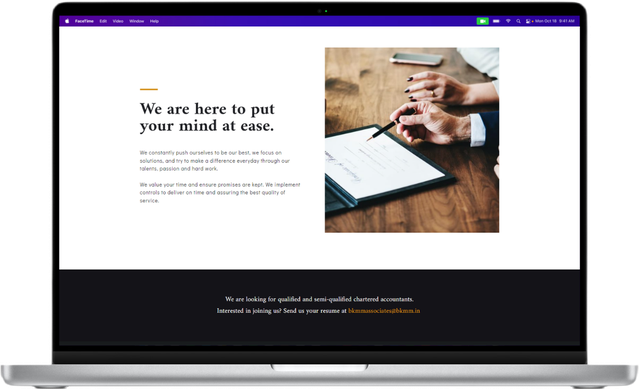 FaceTime Edit Video Window Help
Mon Oct 18 9:41 AM
We are here to put
your mind at ease.
We constantly push ourselves to be our best, we focus on
solutions, and try to make a difference everyday through our
talents, passion and hard work.
We value your time and ensure promises are kept. We implement
controls to deliver on time and assuring the best quality of
service.
We are looking for qualified and semi-qualified chartered accountants.
Interested in joining us? Send us your resume at bkmmassociates@bkmm.in